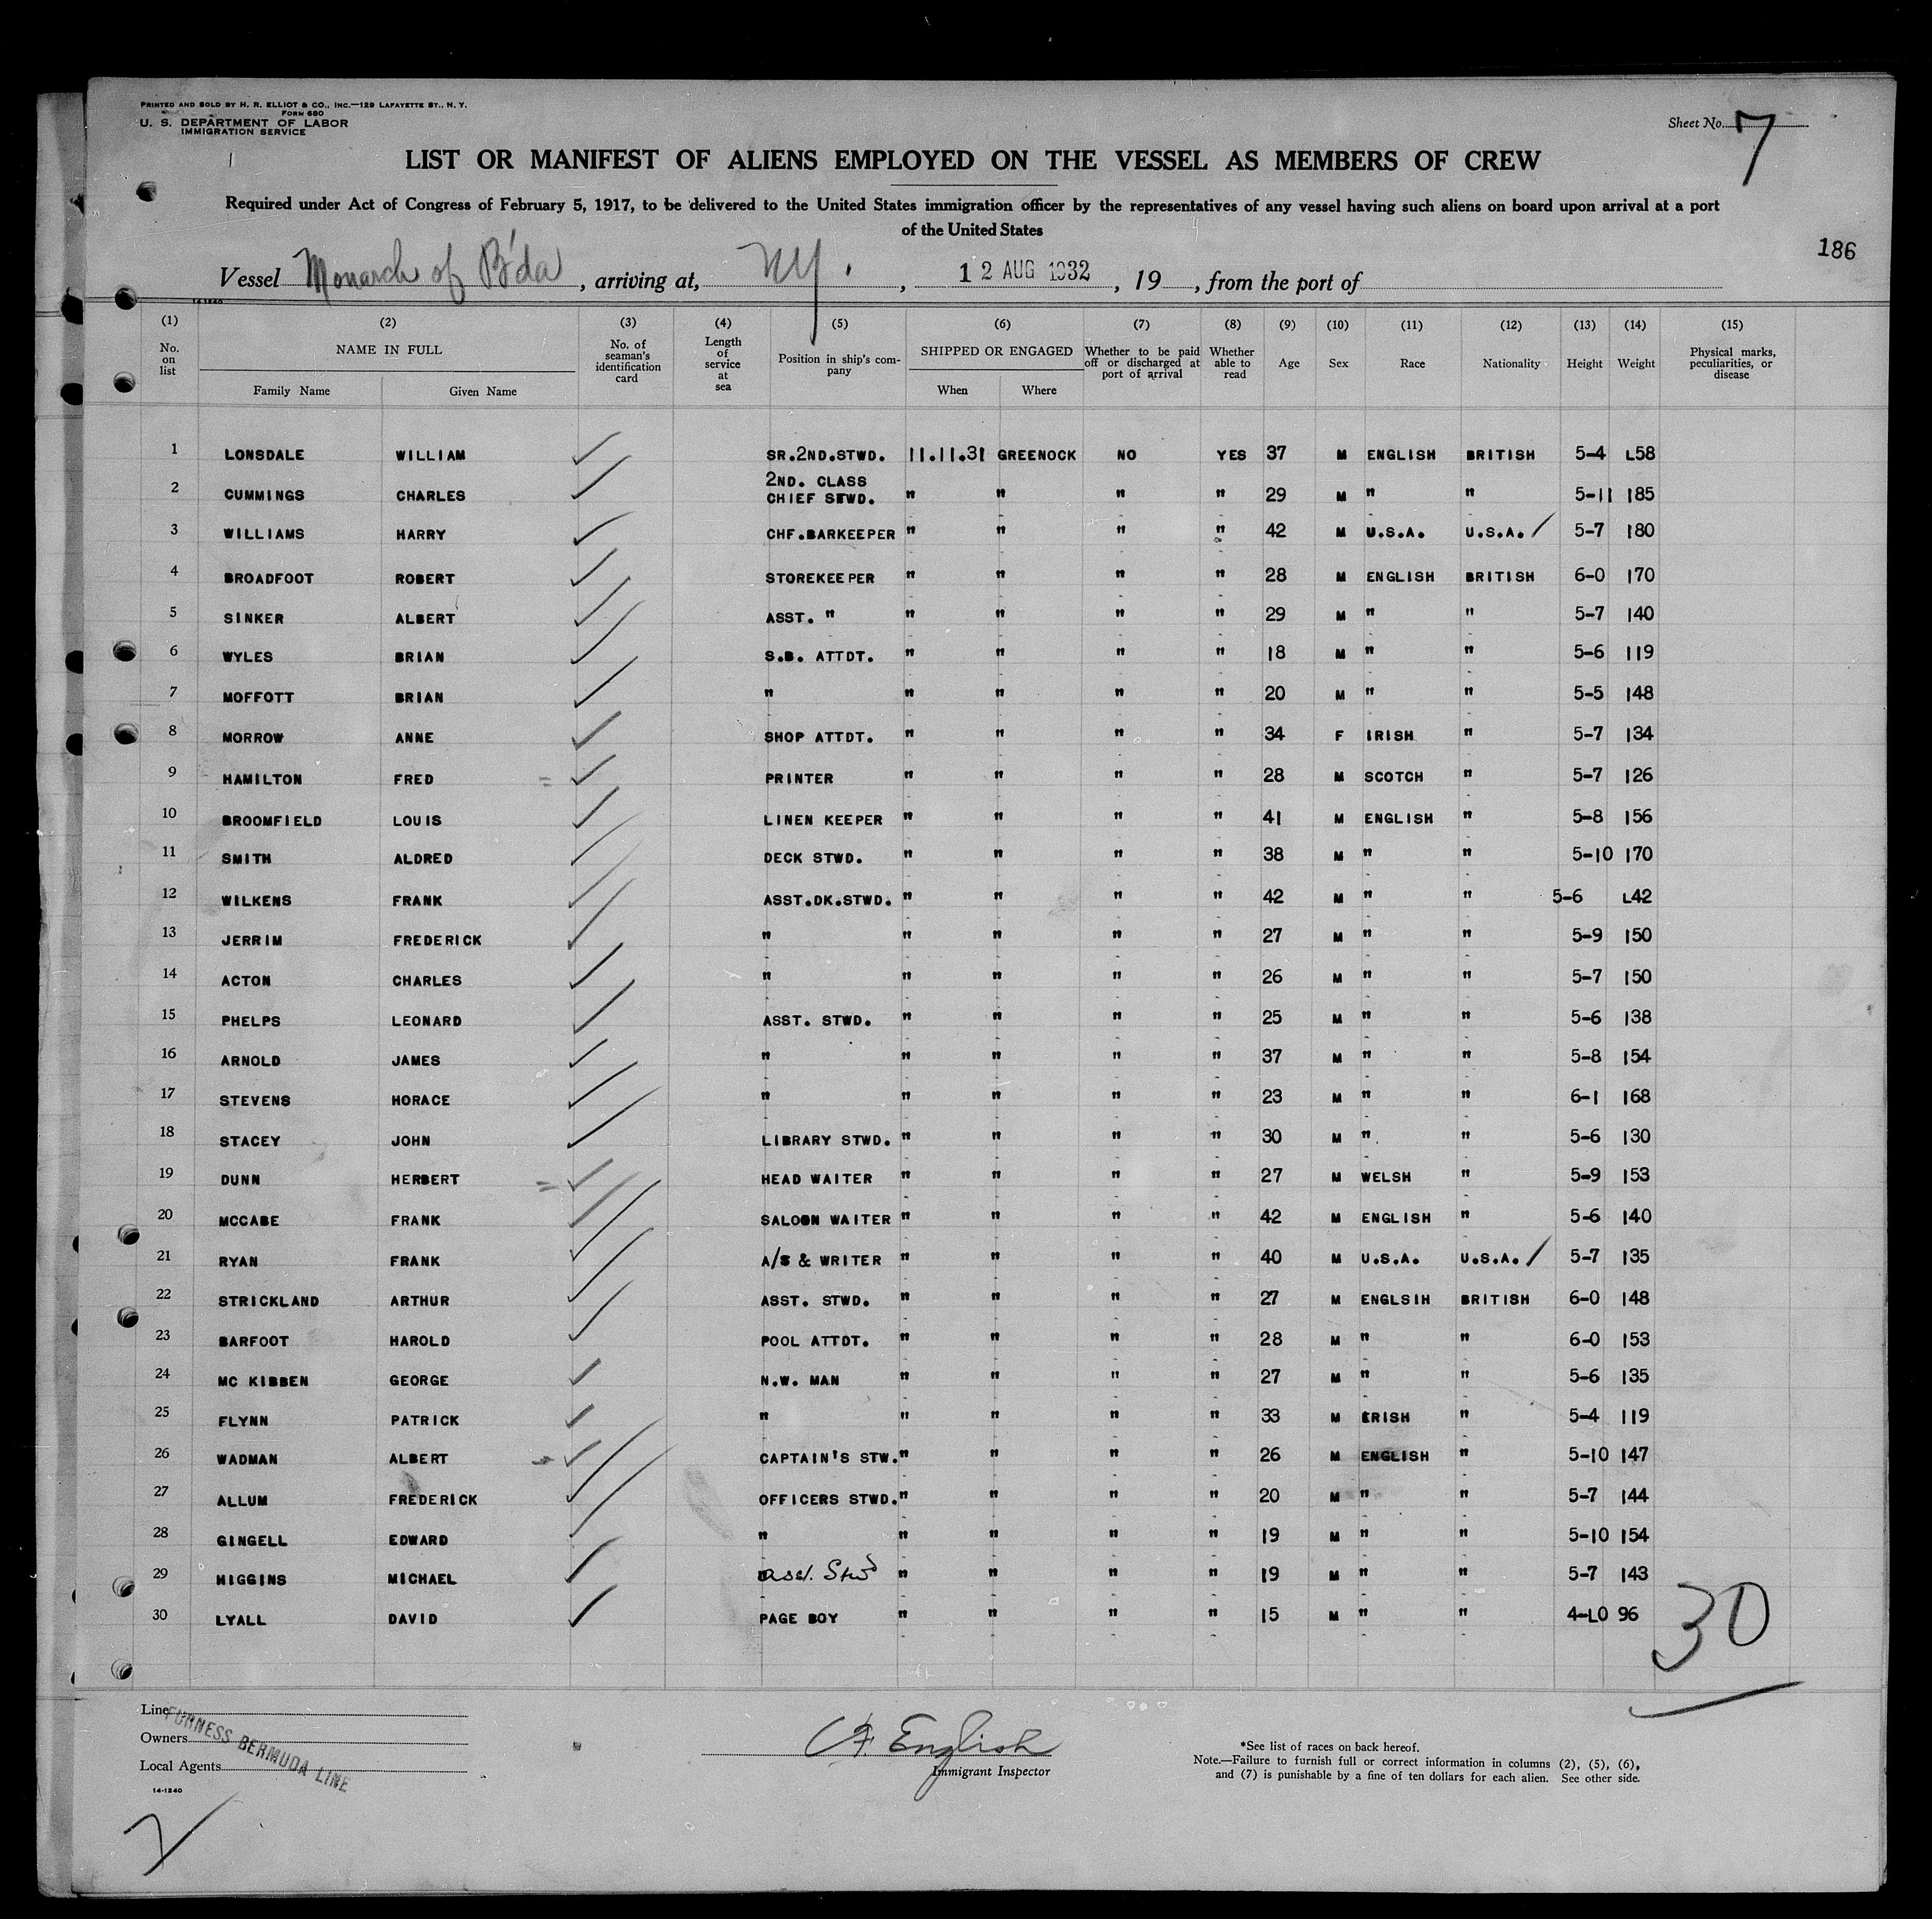 PRINTED AND SOLD BY H. R. ELLIOT & CO., INC.—129 LAFAYETTE ST., N. Y.
FORM 680
U. S. DEPARTMENT OF LABOR
IMMIGRATION SERVICE
Sheet No. 7
LIST OR MANIFEST OF ALIENS EMPLOYED ON THE VESSEL AS MEMBERS OF CREW
Required under Act of Congress of February 5, 1917, to be delivered to the United States immigration officer by the representatives of any vessel having such aliens on board upon arrival at a port
of the United States
186
Vessel Monarch of B'da, arriving at, NY., 12 AUG 1932, 19, from the port of
14-1240
(1) (2) (3) (4) (5) (6) (7) (8) (9) (10) (11) (12) (13) (14) (15)
No. on list NAME IN FULL Family Name Given Name No. of seaman's identification card Length of service at sea Position in ship's company SHIPPED OR ENGAGED When Where Whether to be paid off or discharged at port of arrival Whether able to read Age Sex Race Nationality Height Weight Physical marks, peculiarities, or disease
1 LONSDALE WILLIAM SR.2ND.STWD. 11.11.31 GREENOCK NO YES 37 M ENGLISH BRITISH 5-4 L58
2 CUMMINGS CHARLES 2ND. CLASS CHIEF STWD. " " " " 29 M " " 5-11 185
3 WILLIAMS HARRY CHF.BARKEEPER " " " " 42 M U.S.A. U.S.A. 5-7 180
4 BROADFOOT ROBERT STOREKEEPER " " " " 28 M ENGLISH BRITISH 6-0 170
5 SINKER ALBERT ASST. " " " " " 29 M " " 5-7 140
6 WYLES BRIAN S.B. ATTDT. " " " " 18 M " " 5-6 119
7 MOFFOTT BRIAN " " " " " 20 M " " 5-5 148
8 MORROW ANNE SHOP ATTDT. " " " " 34 F IRISH " 5-7 134
9 HAMILTON FRED PRINTER " " " " 28 M SCOTCH " 5-7 126
10 BROOMFIELD LOUIS LINEN KEEPER " " " " 41 M ENGLISH " 5-8 156
11 SMITH ALDRED DECK STWD. " " " " 38 M " " 5-10 170
12 WILKENS FRANK ASST.DK.STWD. " " " " 42 M " " 5-6 L42
13 JERRIM FREDERICK " " " " " 27 M " " 5-9 150
14 ACTON CHARLES " " " " " 26 M " " 5-7 150
15 PHELPS LEONARD ASST. STWD. " " " " 25 M " " 5-6 138
16 ARNOLD JAMES " " " " " 37 M " " 5-8 154
17 STEVENS HORACE " " " " " 23 M " " 6-1 168
18 STACEY JOHN LIBRARY STWD. " " " " 30 M " " 5-6 130
19 DUNN HERBERT HEAD WAITER " " " " 27 M WELSH " 5-9 153
20 MCCABE FRANK SALOON WAITER " " " " 42 M ENGLISH " 5-6 140
21 RYAN FRANK A/S & WRITER " " " " 40 M U.S.A. U.S.A. 5-7 135
22 STRICKLAND ARTHUR ASST. STWD. " " " " 27 M ENGLSIH BRITISH 6-0 148
23 BARFOOT HAROLD POOL ATTDT. " " " " 28 M " " 6-0 153
24 MC KIBBEN GEORGE N.W. MAN " " " " 27 M " " 5-6 135
25 FLYNN PATRICK " " " " " 33 M IRISH " 5-4 119
26 WADMAN ALBERT CAPTAIN'S STW. " " " " 26 M ENGLISH " 5-10 147
27 ALLUM FREDERICK OFFICERS STWD. " " " " 20 M " " 5-7 144
28 GINGELL EDWARD " " " " " 19 M " " 5-10 154
29 HIGGINS MICHAEL asst. Stwd " " " " 19 M " " 5-7 143
30 LYALL DAVID PAGE BOY " " " " 15 M " " 4-L0 96
30
Line
Owners
Local Agents
FURNESS BERMUDA LINE
14-1240
English
Immigrant Inspector
*See list of races on back hereof.
Note.—Failure to furnish full or correct information in columns (2), (5), (6),
and (7) is punishable by a fine of ten dollars for each alien. See other side.